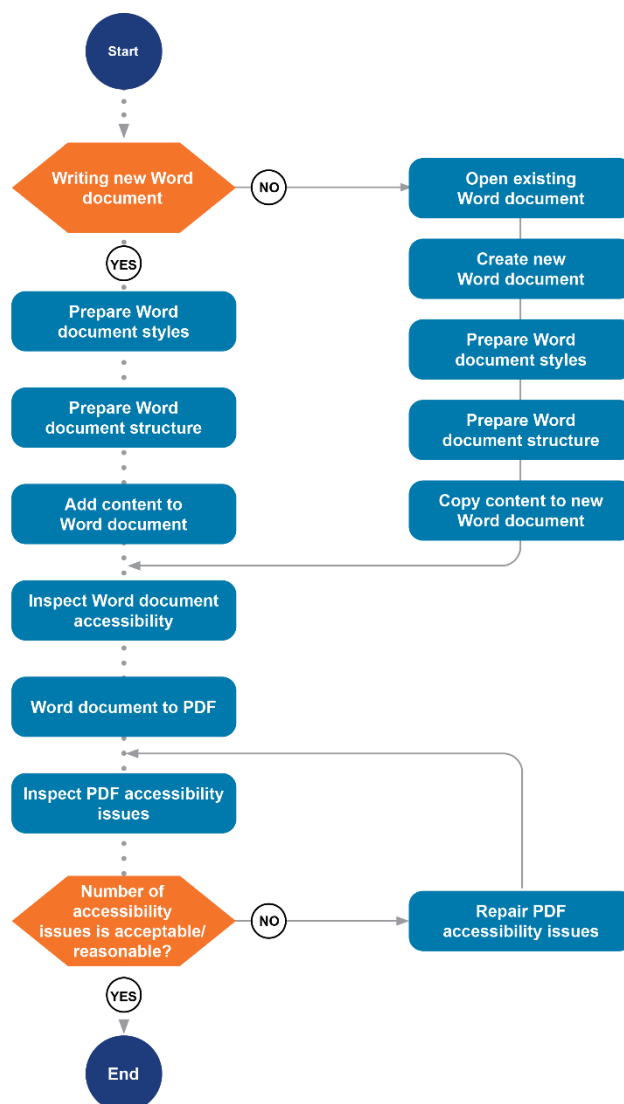 Start
Writing new Word
document
NO
Open existing
Word document
YES
Create new
Word document
Prepare Word
document styles
Prepare Word
document styles
Prepare Word
document structure
Prepare Word
document structure
Add content to
Word document
Copy content to new
Word document
Inspect Word document
accessibility
Word document to PDF
Inspect PDF accessibility
issues
Number of
accessibility
issues is acceptable/
reasonable?
NO
Repair PDF
accessibility issues
YES
End